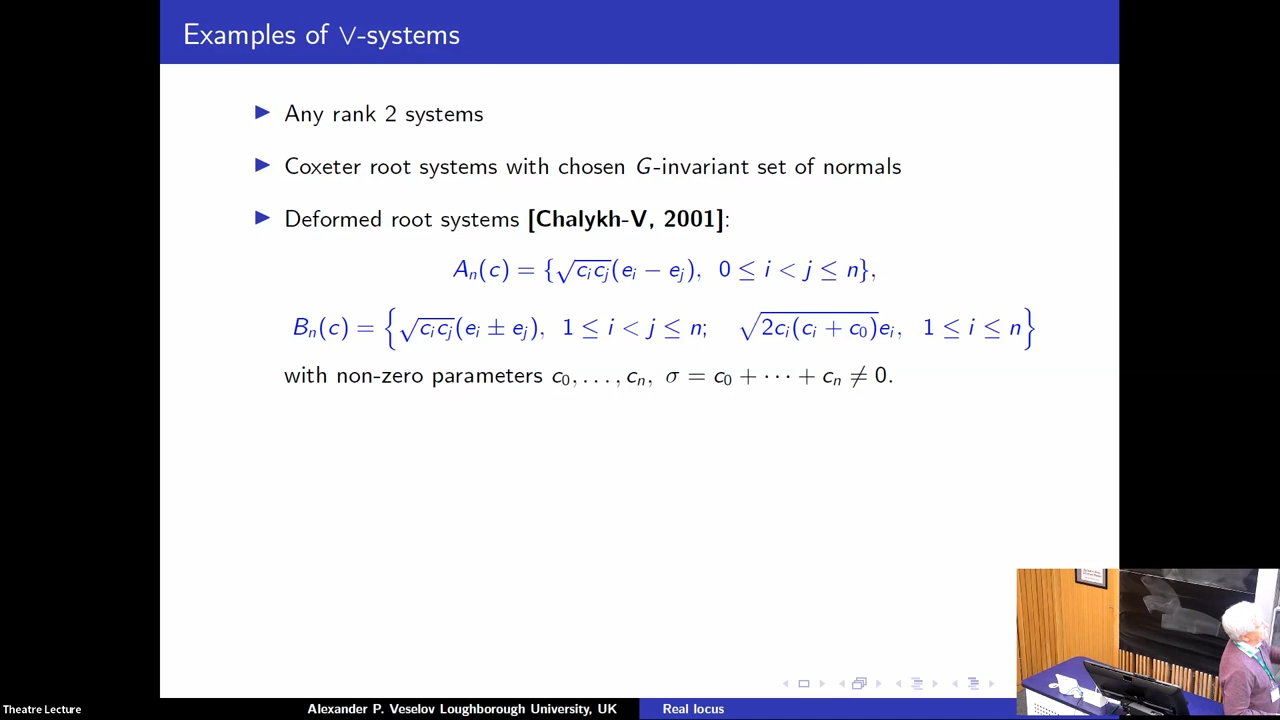 Examples of ∨-systems
▶ Any rank 2 systems
▶ Coxeter root systems with chosen G-invariant set of normals
▶ Deformed root systems [Chalykh-V, 2001]:
Aₙ(c) = {√(cᵢcⱼ)(eᵢ − eⱼ), 0 ≤ i < j ≤ n},
Bₙ(c) = {√(cᵢcⱼ)(eᵢ ± eⱼ), 1 ≤ i < j ≤ n; √(2cᵢ(cᵢ + c₀))eᵢ, 1 ≤ i ≤ n}
with non-zero parameters c₀, . . . , cₙ, σ = c₀ + · · · + cₙ ≠ 0.
Theatre Lecture
Alexander P. Veselov Loughborough University, UK
Real locus